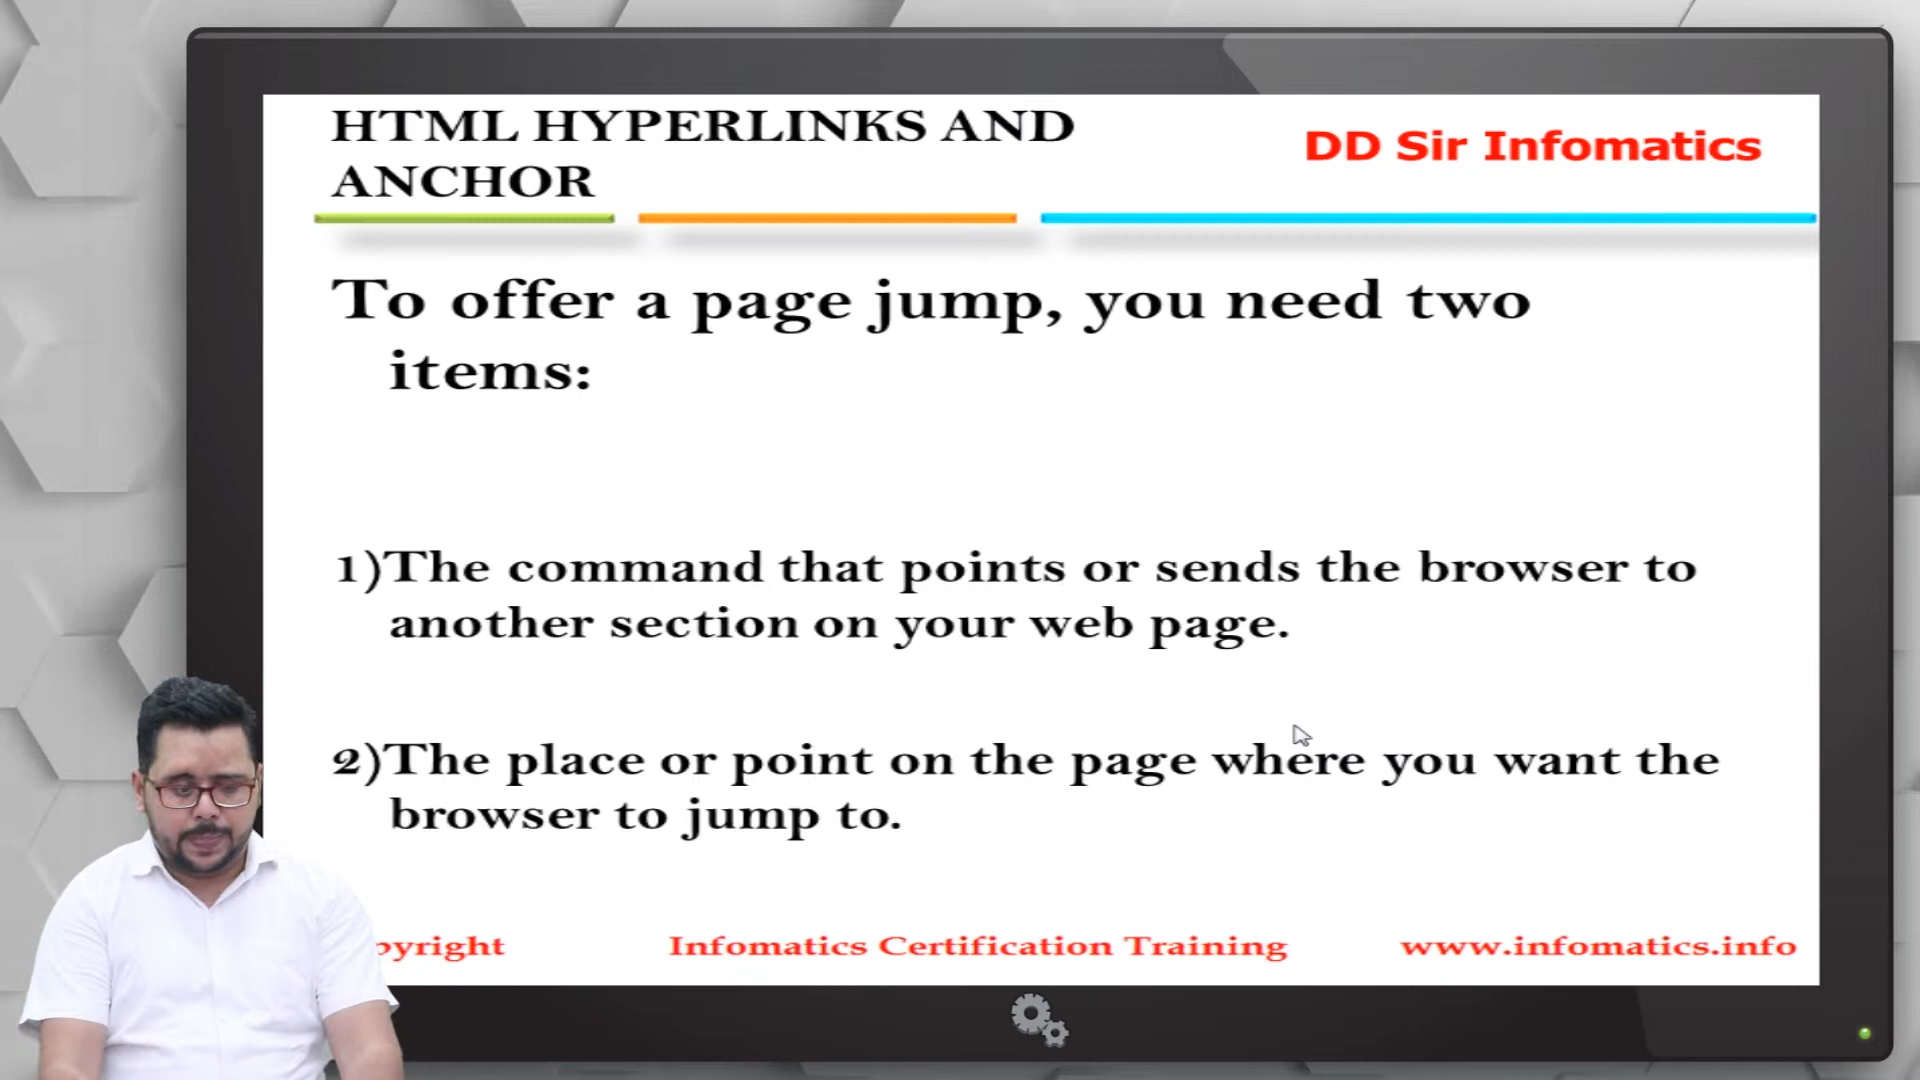 HTML HYPERLINKS AND
ANCHOR
DD Sir Infomatics
To offer a page jump, you need two
items:
1)The command that points or sends the browser to
another section on your web page.
2)The place or point on the page where you want the
browser to jump to.
pyright
Infomatics Certification Training
www.infomatics.info